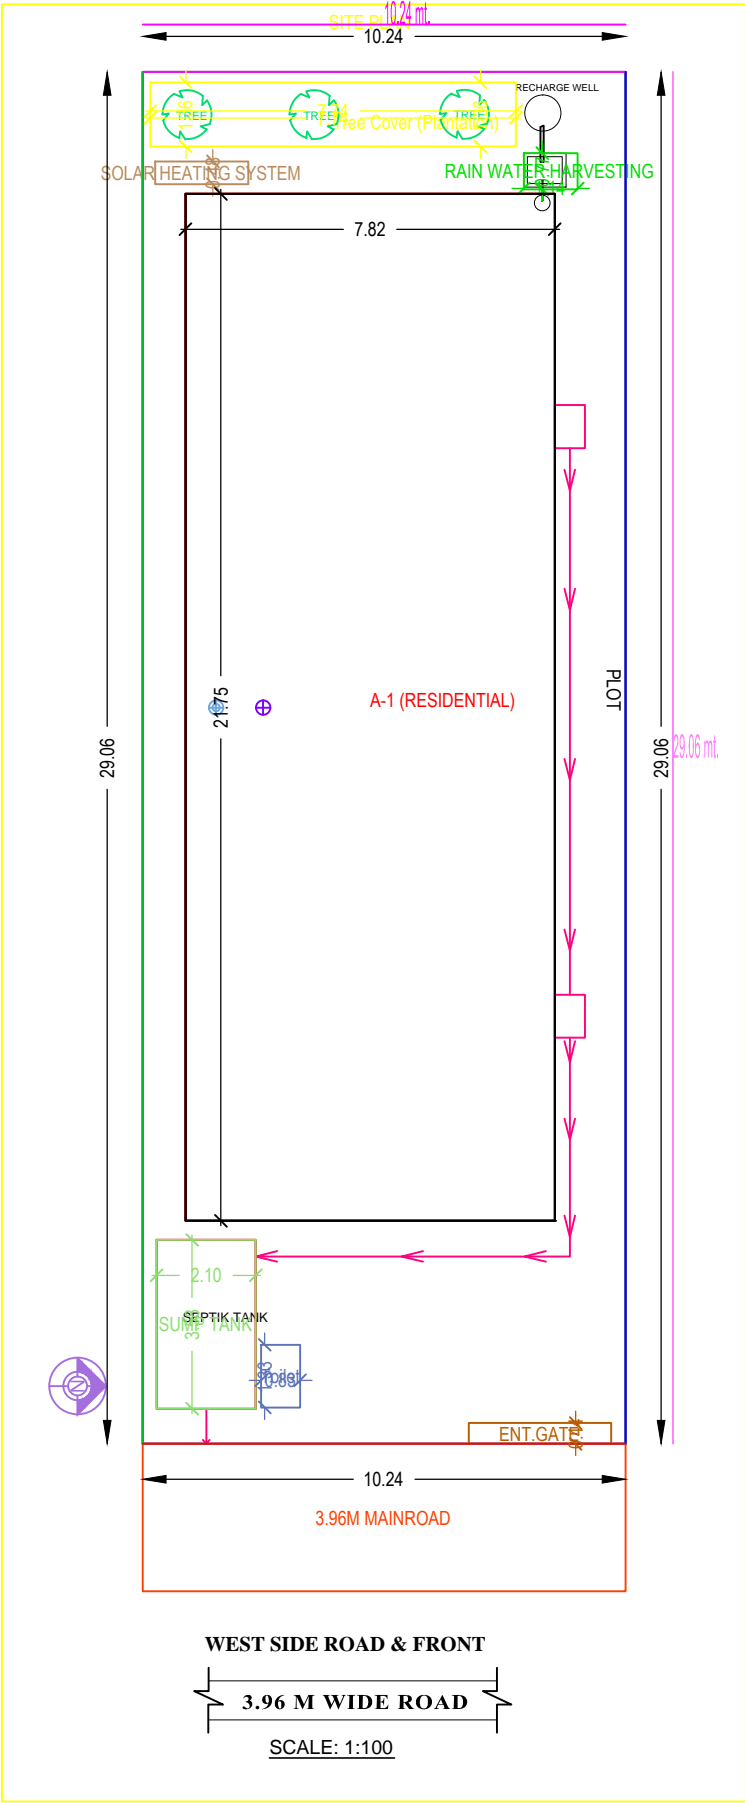 10.24 mt.
SITE PLAN
10.24
RECHARGE WELL
TREE
TREE
TREE
Tree Cover (Plantation)
SOLAR HEATING SYSTEM
RAIN WATER HARVESTING
7.82
21.75
A-1 (RESIDENTIAL)
PLOT
29.06
29.06
29.06 mt.
2.10
SEPTIK TANK
SUMP TANK
Toilet
0.83
N
ENT.GATE
10.24
3.96M MAINROAD
WEST SIDE ROAD & FRONT
3.96 M WIDE ROAD
SCALE: 1:100